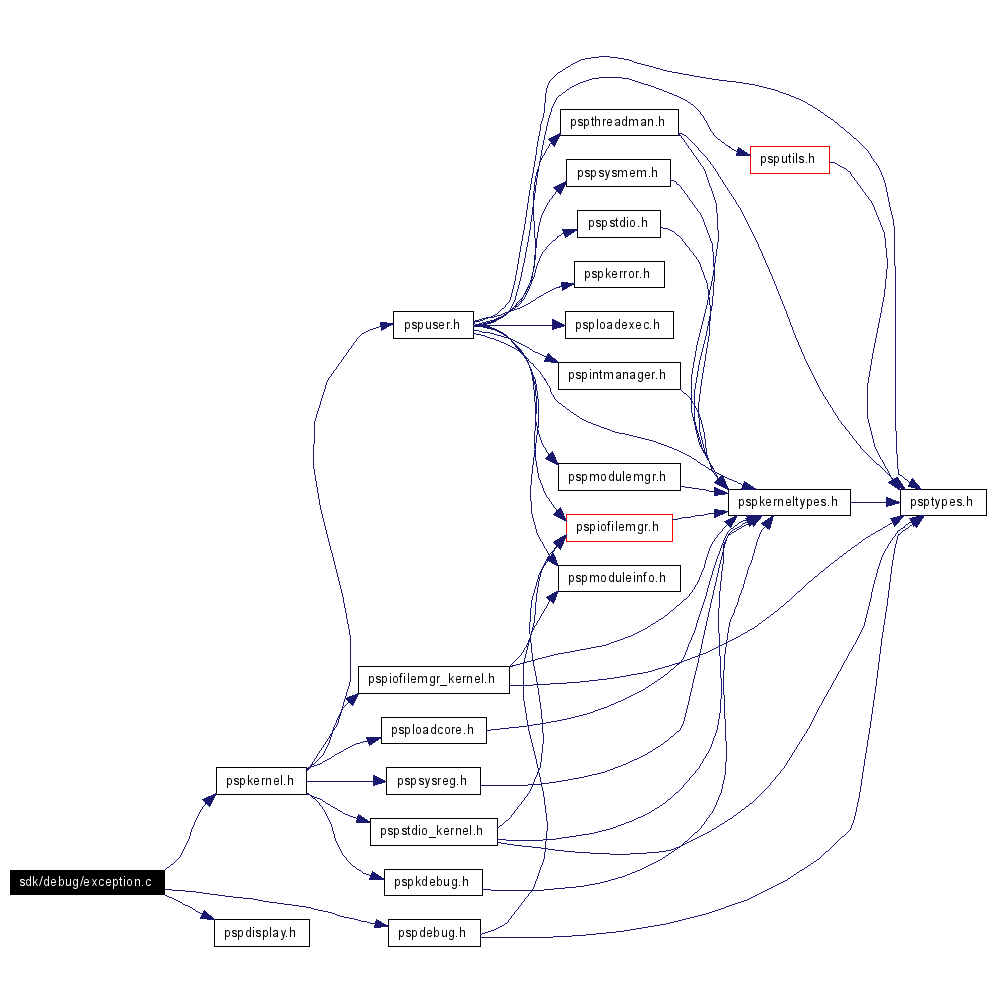 pspthreadman.h
psputils.h
pspsysmem.h
pspstdio.h
pspkerror.h
pspuser.h
psploadexec.h
pspintmanager.h
pspmodulemgr.h
pspkerneltypes.h
psptypes.h
pspiofilemgr.h
pspmoduleinfo.h
pspiofilemgr_kernel.h
psploadcore.h
pspkernel.h
pspsysreg.h
pspstdio_kernel.h
sdk/debug/exception.c
pspkdebug.h
pspdisplay.h
pspdebug.h